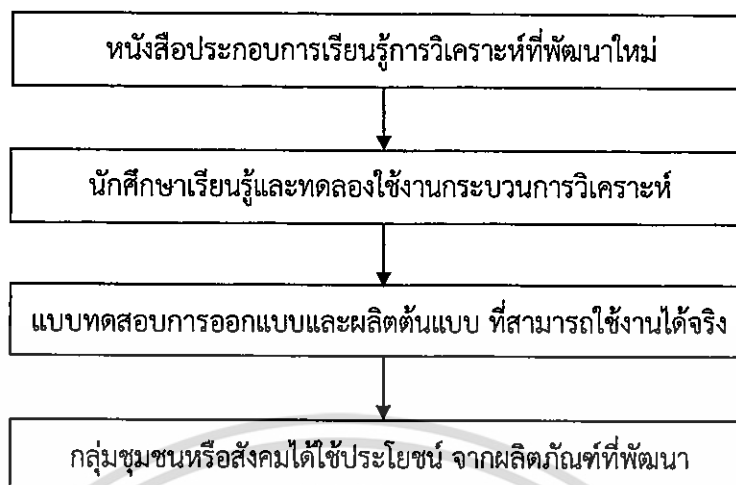 หนังสือประกอบการเรียนรู้การวิเคราะห์ที่พัฒนาใหม่
นักศึกษาเรียนรู้และทดลองใช้งานกระบวนการวิเคราะห์
แบบทดสอบการออกแบบและผลิตต้นแบบ ที่สามารถใช้งานได้จริง
กลุ่มชุมชนหรือสังคมได้ใช้ประโยชน์ จากผลิตภัณฑ์ที่พัฒนา